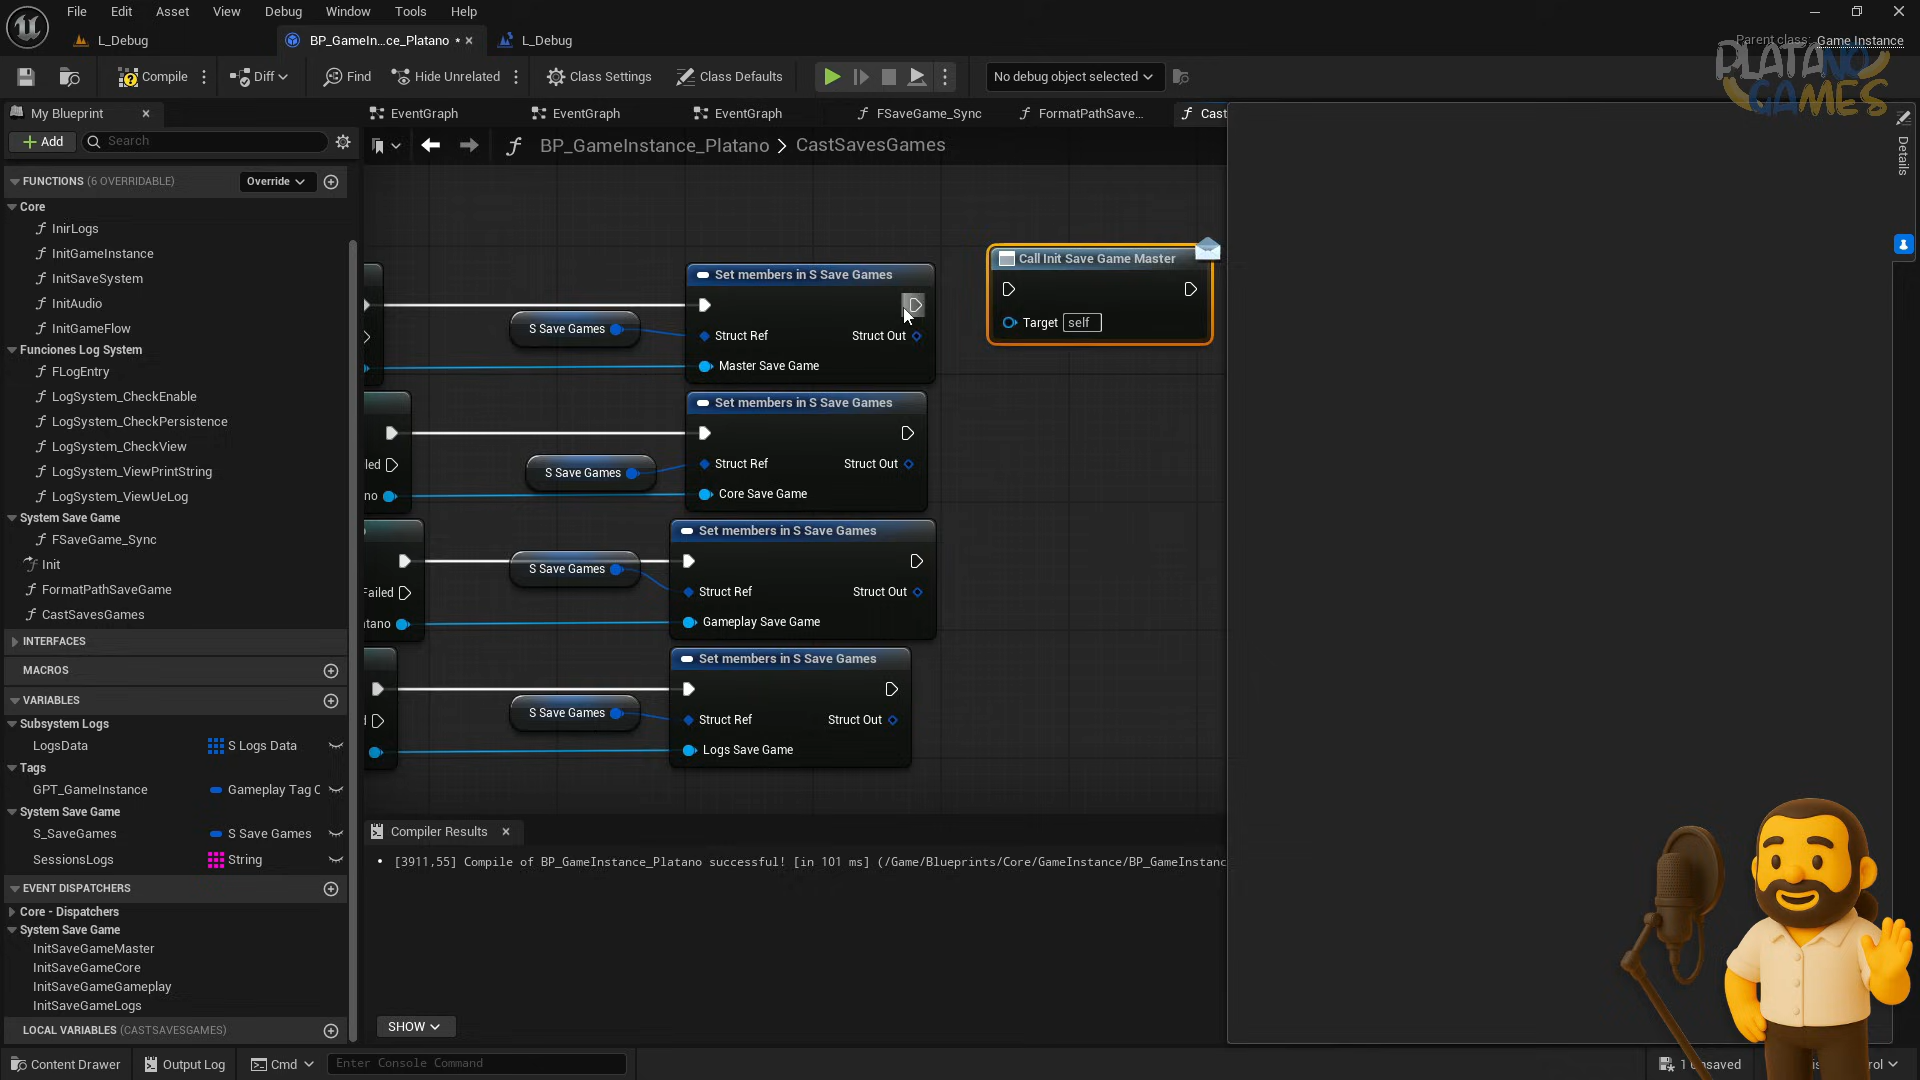 File Edit Asset View Debug Window Tools Help
L_Debug
BP_GameIn...ce_Platano
L_Debug
Parent class: Game Instance
PLATANO GAMES
Compile
Diff
Find
Hide Unrelated
Class Settings
Class Defaults
No debug object selected
My Blueprint
EventGraph
EventGraph
EventGraph
FSaveGame_Sync
FormatPathSave...
Cast
Add
Search
BP_GameInstance_Platano > CastSavesGames
Details
FUNCTIONS (6 OVERRIDABLE)
Override
Core
InirLogs
InitGameInstance
InitSaveSystem
InitAudio
InitGameFlow
Funciones Log System
FLogEntry
LogSystem_CheckEnable
LogSystem_CheckPersistence
LogSystem_CheckView
LogSystem_ViewPrintString
LogSystem_ViewUeLog
System Save Game
FSaveGame_Sync
Init
FormatPathSaveGame
CastSavesGames
INTERFACES
MACROS
VARIABLES
Subsystem Logs
LogsData S Logs Data
Tags
GPT_GameInstance Gameplay Tag C
System Save Game
S_SaveGames S Save Games
SessionsLogs String
EVENT DISPATCHERS
Core - Dispatchers
System Save Game
InitSaveGameMaster
InitSaveGameCore
InitSaveGameGameplay
InitSaveGameLogs
LOCAL VARIABLES (CASTSAVESGAMES)
Set members in S Save Games
S Save Games
Struct Ref Struct Out
Master Save Game
Call Init Save Game Master
Target self
Set members in S Save Games
led
S Save Games
Struct Ref Struct Out
no
Core Save Game
Set members in S Save Games
S Save Games
Failed
Struct Ref Struct Out
tano
Gameplay Save Game
Set members in S Save Games
S Save Games
d
Struct Ref Struct Out
Logs Save Game
Compiler Results
[3911,55] Compile of BP_GameInstance_Platano successful! [in 101 ms] (/Game/Blueprints/Core/GameInstance/BP_GameInstanc
SHOW
Content Drawer
Output Log
Cmd
Enter Console Command
1 Unsaved
rol